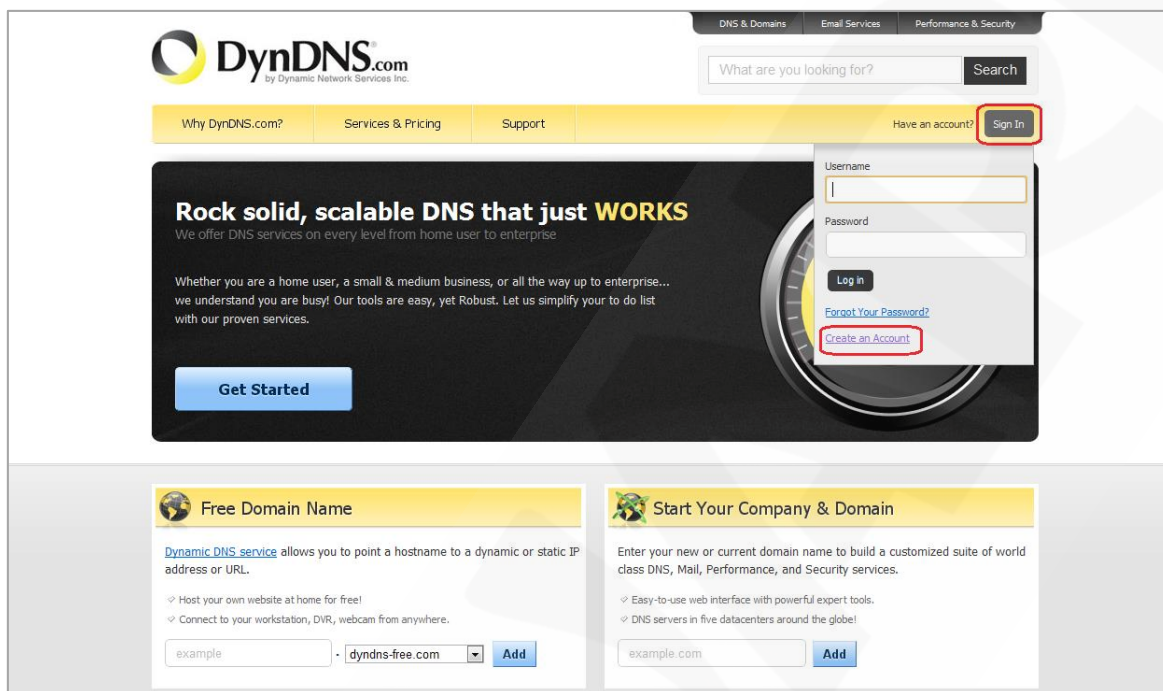 DNS & Domains Email Services Performance & Security
DynDNS.com
by Dynamic Network Services Inc.
What are you looking for? Search
Why DynDNS.com? Services & Pricing Support Have an account? Sign In
Username
Password
Log in
Forgot Your Password?
Create an Account
Rock solid, scalable DNS that just WORKS
We offer DNS services on every level from home user to enterprise
Whether you are a home user, a small & medium business, or all the way up to enterprise...
we understand you are busy! Our tools are easy, yet Robust. Let us simplify your to do list
with our proven services.
Get Started
Free Domain Name
Dynamic DNS service allows you to point a hostname to a dynamic or static IP
address or URL.
Host your own website at home for free!
Connect to your workstation, DVR, webcam from anywhere.
example - dyndns-free.com Add
Start Your Company & Domain
Enter your new or current domain name to build a customized suite of world
class DNS, Mail, Performance, and Security services.
Easy-to-use web interface with powerful expert tools.
DNS servers in five datacenters around the globe!
example.com Add